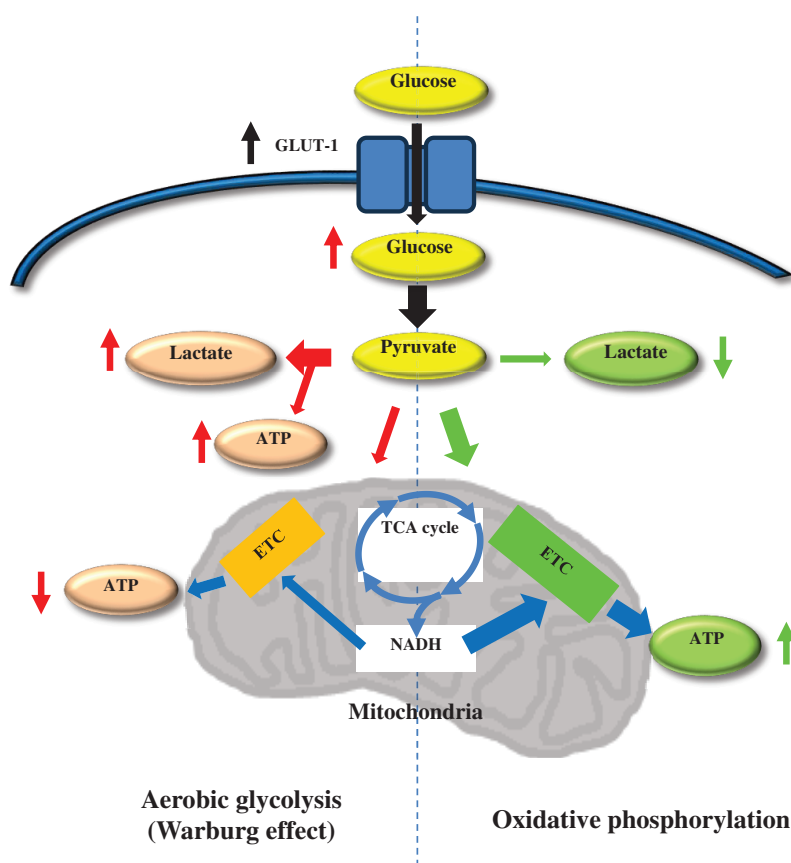 Glucose
GLUT-1
Glucose
Lactate
Pyruvate
Lactate
ATP
TCA cycle
ETC
ETC
ATP
NADH
ATP
Mitochondria
Aerobic glycolysis
(Warburg effect)
Oxidative phosphorylation